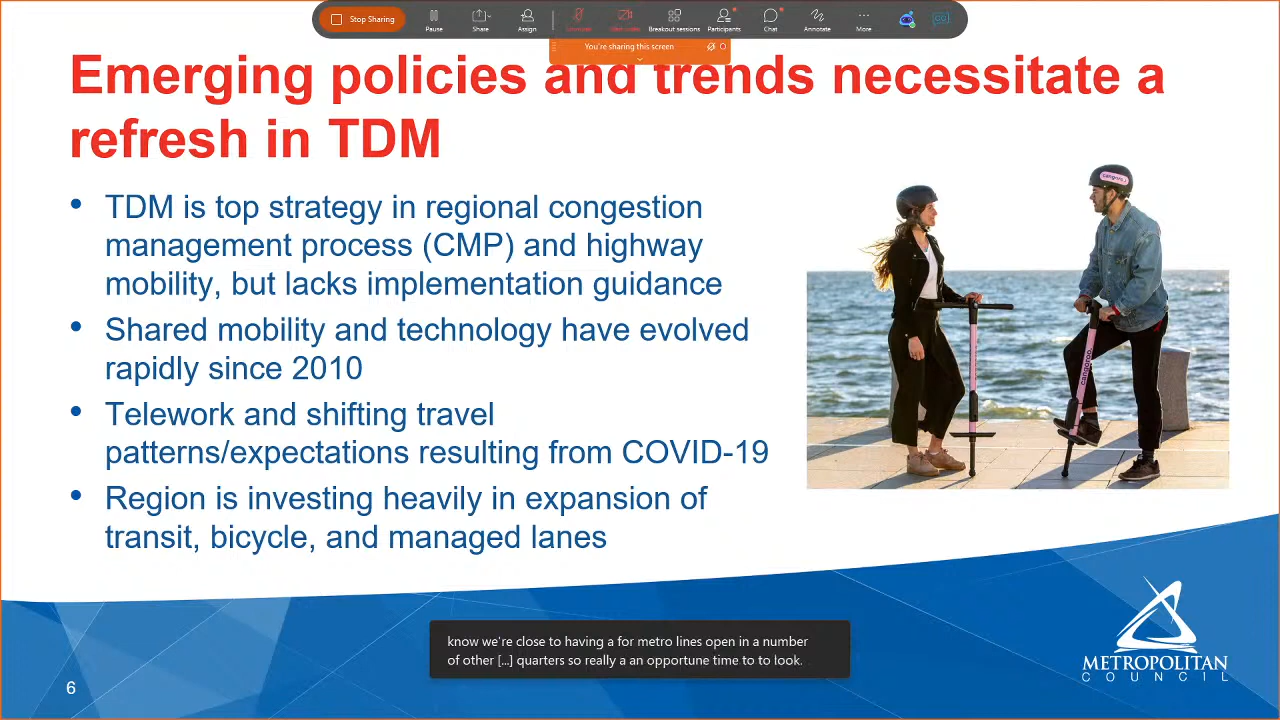 Stop Sharing
Pause
Share
Assign
Breakout sessions
Participants
Chat
Annotate
More
CC
You're sharing this screen
Emerging policies and trends necessitate a
refresh in TDM
• TDM is top strategy in regional congestion
management process (CMP) and highway
mobility, but lacks implementation guidance
• Shared mobility and technology have evolved
rapidly since 2010
• Telework and shifting travel
patterns/expectations resulting from COVID-19
• Region is investing heavily in expansion of
transit, bicycle, and managed lanes
cangoroo.
know we're close to having a for metro lines open in a number
of other [...] quarters so really a an opportune time to to look.
METROPOLITAN
COUNCIL
6